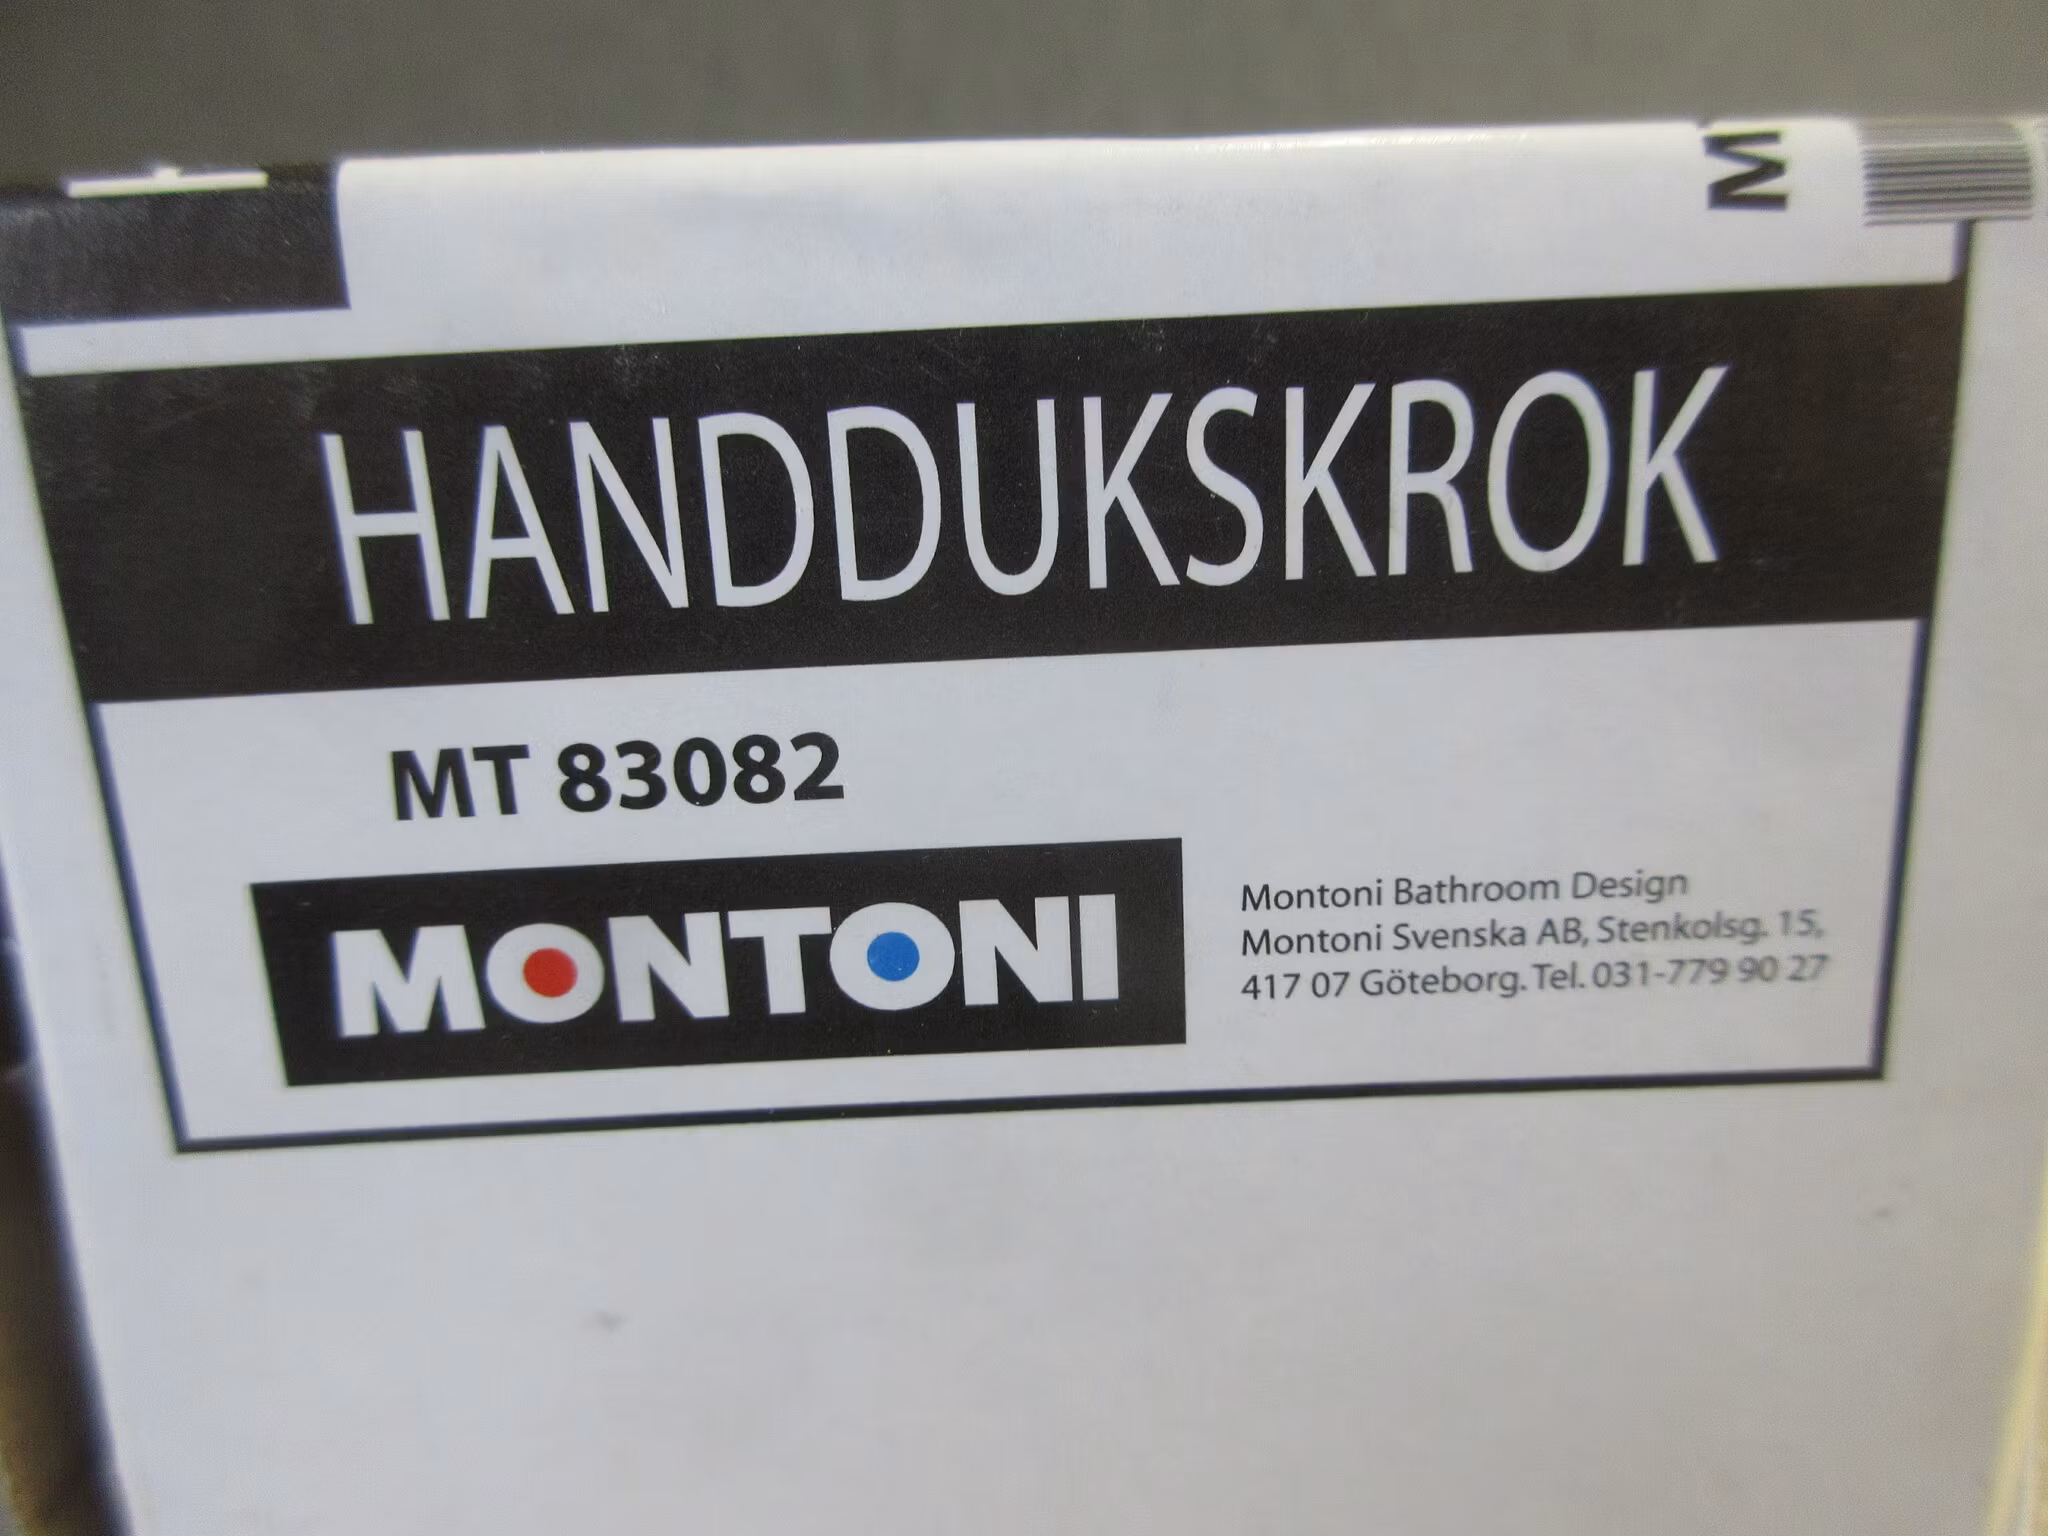 M
HANDDUKSKROK
MT 83082
MONTONI
Montoni Bathroom Design
Montoni Svenska AB, Stenkolsg. 15,
417 07 Göteborg. Tel. 031-779 90 27